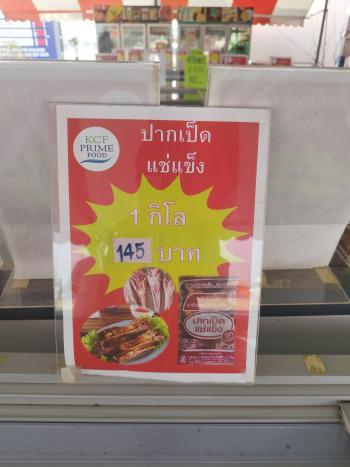 KCF
PRIME
FOOD
ปากเป็ด
แช่แข็ง
1 กิโล
145 บาท
ปากเป็ด
แช่แข็ง